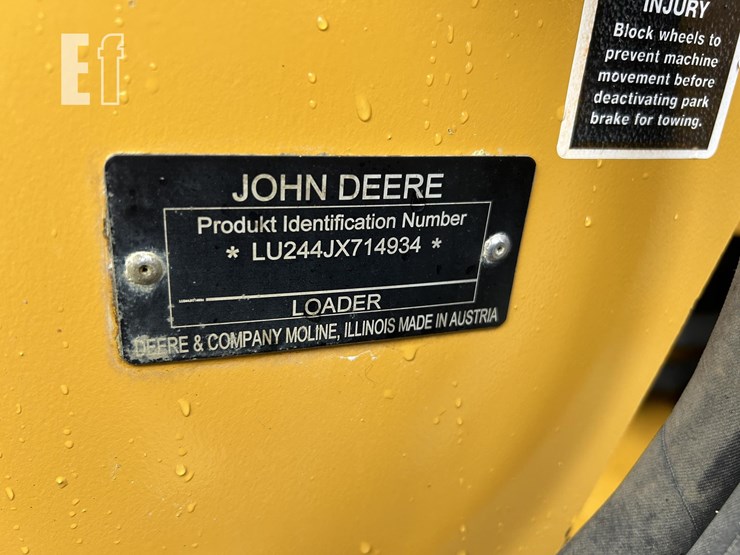 Ef
INJURY
Block wheels to
prevent machine
movement before
deactivating park
brake for towing.
JOHN DEERE
Produkt Identification Number
* LU244JX714934 *
LOADER
DEERE & COMPANY MOLINE, ILLINOIS MADE IN AUSTRIA